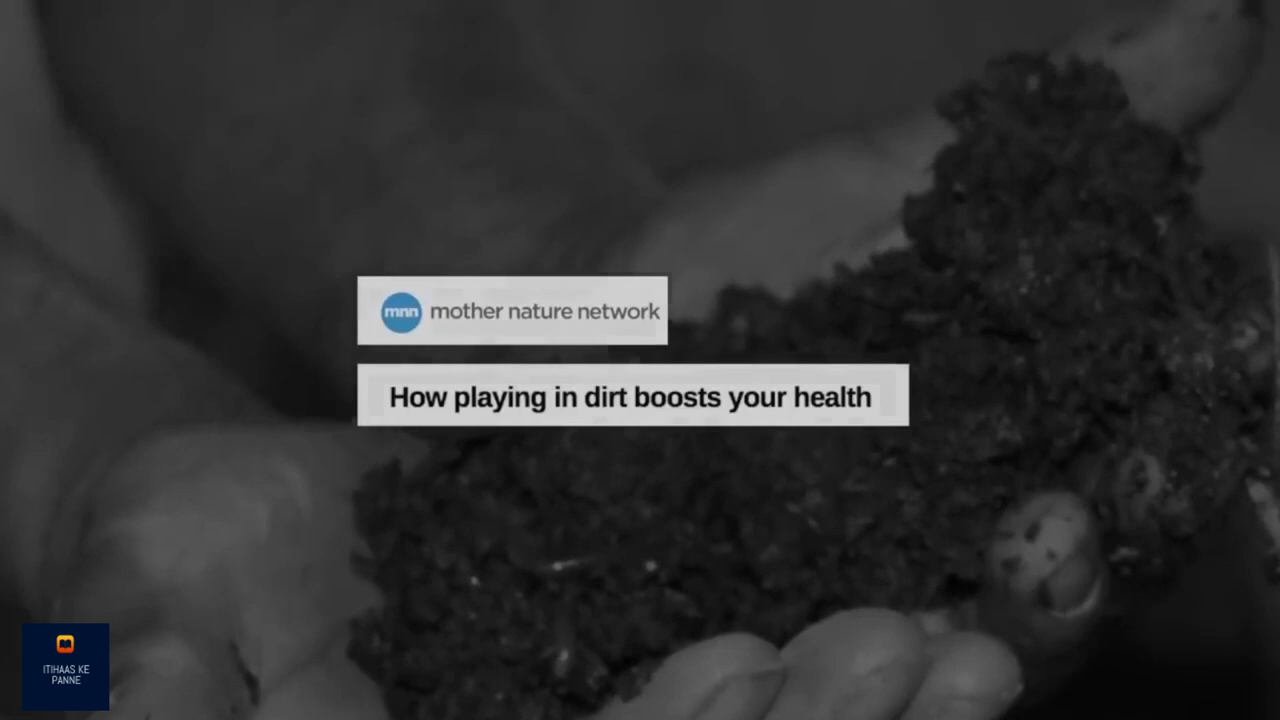 mnn mother nature network
How playing in dirt boosts your health
ITIHAAS KE
PANNE